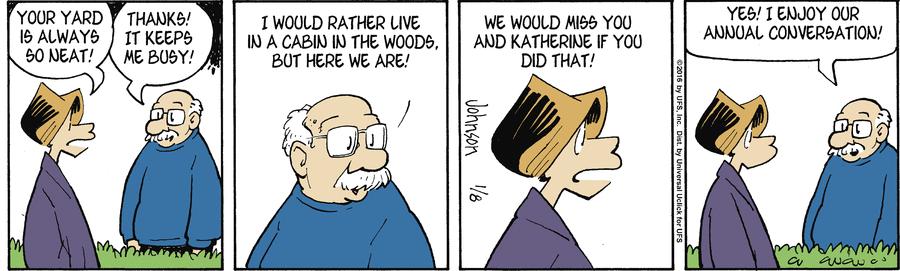 YOUR YARD
IS ALWAYS
SO NEAT!
THANKS!
IT KEEPS
ME BUSY!
I WOULD RATHER LIVE
IN A CABIN IN THE WOODS,
BUT HERE WE ARE!
WE WOULD MISS YOU
AND KATHERINE IF YOU
DID THAT!
Johnson 1/8
©2016 by UFS, Inc. Dist. by Universal Uclick for UFS
YES! I ENJOY OUR
ANNUAL CONVERSATION!